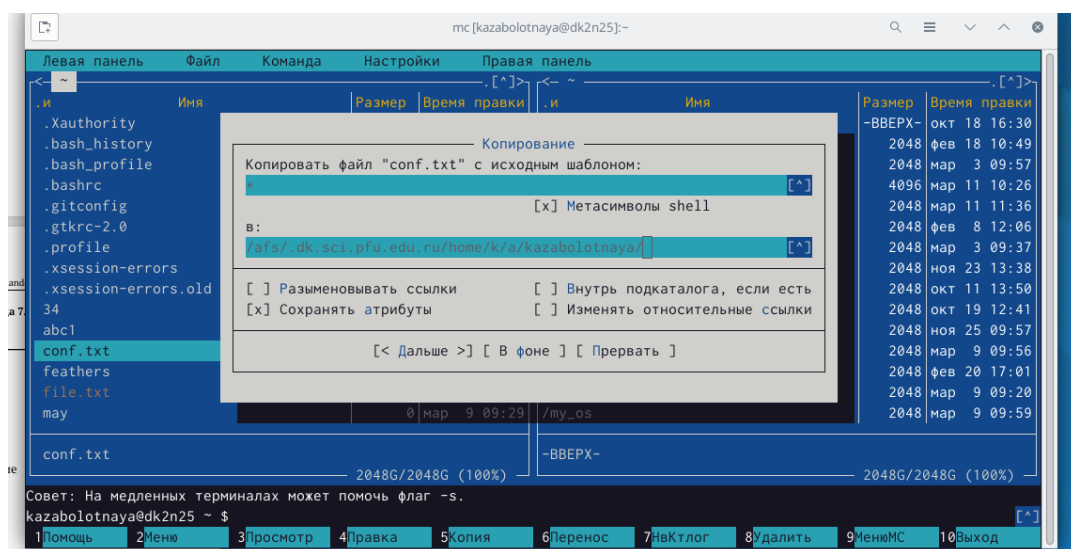 mc [kazabolotnaya@dk2n25]:~
Левая панель Файл Команда Настройки Правая панель
<— ~ .[^]> <— ~ .[^]>
.и Имя Размер Время правки .и Имя Размер Время правки
.Xauthority -ВВЕРХ- окт 18 16:30
.bash_history Копирование 2048 фев 18 10:49
.bash_profile Копировать файл "conf.txt" с исходным шаблоном: 2048 мар 3 09:57
.bashrc * [^] 4096 мар 11 10:26
.gitconfig [x] Метасимволы shell 2048 мар 11 11:36
.gtkrc-2.0 в: 2048 фев 8 12:06
.profile /afs/.dk.sci.pfu.edu.ru/home/k/a/kazabolotnaya/ [^] 2048 мар 3 09:37
.xsession-errors 2048 ноя 23 13:38
.xsession-errors.old [ ] Разыменовывать ссылки [ ] Внутрь подкаталога, если есть 2048 окт 11 13:50
34 [x] Сохранять атрибуты [ ] Изменять относительные ссылки 2048 окт 19 12:41
abc1 2048 ноя 25 09:57
conf.txt [< Дальше >] [ В фоне ] [ Прервать ] 2048 мар 9 09:56
feathers 2048 фев 20 17:01
file.txt 2048 мар 9 09:20
may 0 мар 9 09:29 /my_os 2048 мар 9 09:59
conf.txt -ВВЕРХ-
2048G/2048G (100%) 2048G/2048G (100%)
Совет: На медленных терминалах может помочь флаг -s.
kazabolotnaya@dk2n25 ~ $ [^]
1Помощь 2Меню 3Просмотр 4Правка 5Копия 6Перенос 7НвКтлог 8Удалить 9МенюМС 10Выход